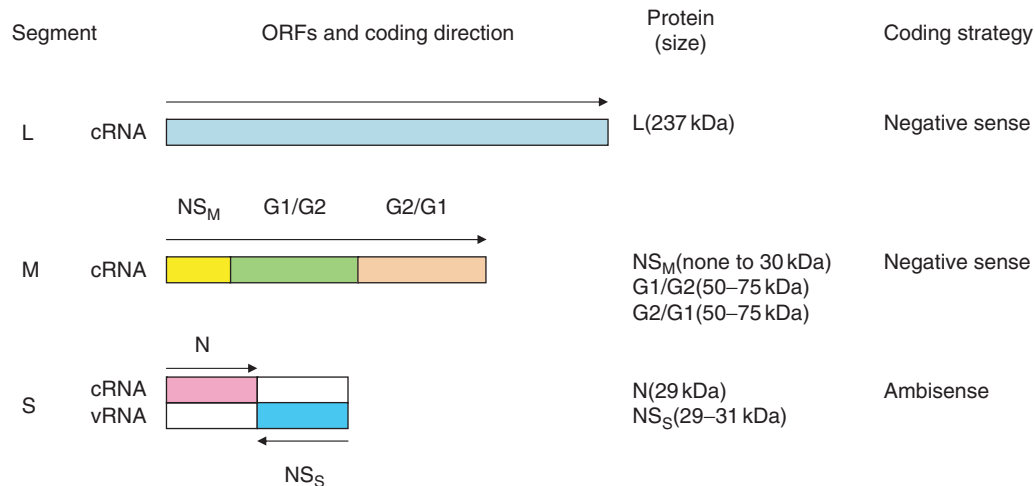 Segment ORFs and coding direction Protein (size) Coding strategy
L cRNA L(237 kDa) Negative sense
NSM G1/G2 G2/G1
M cRNA NSM(none to 30 kDa) Negative sense
G1/G2(50–75 kDa)
G2/G1(50–75 kDa)
N
S cRNA N(29 kDa) Ambisense
vRNA NSS(29–31 kDa)
NSS